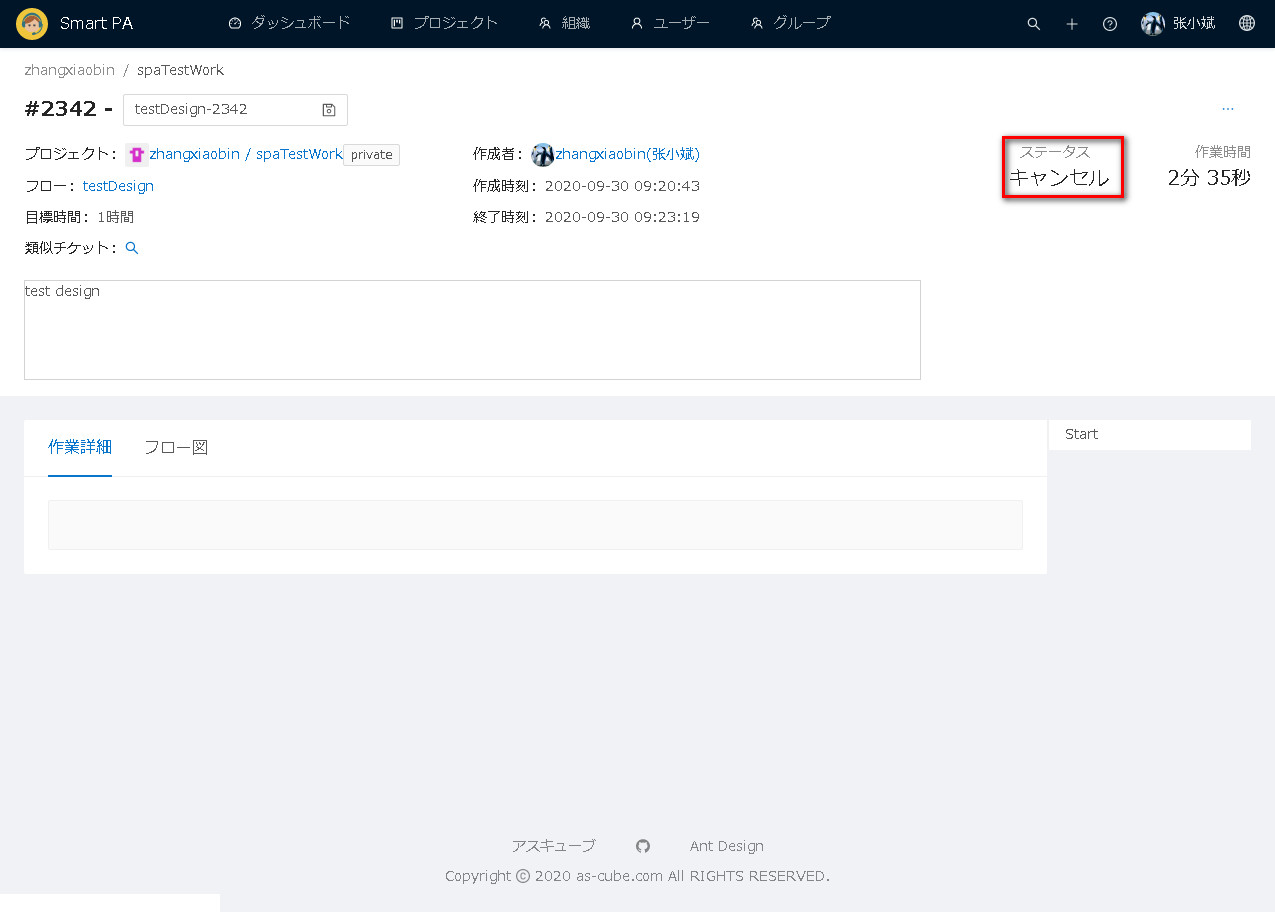 Smart PA ダッシュボード プロジェクト 組織 ユーザー グループ 张小斌
zhangxiaobin / spaTestWork
#2342 - testDesign-2342 ...
プロジェクト： zhangxiaobin / spaTestWork private 作成者： zhangxiaobin(张小斌) ステータス 作業時間
キャンセル 2分 35秒
フロー： testDesign 作成時刻： 2020-09-30 09:20:43
目標時間： 1時間 終了時刻： 2020-09-30 09:23:19
類似チケット：
test design
作業詳細 フロー図 Start
アスキューブ Ant Design
Copyright © 2020 as-cube.com All RIGHTS RESERVED.